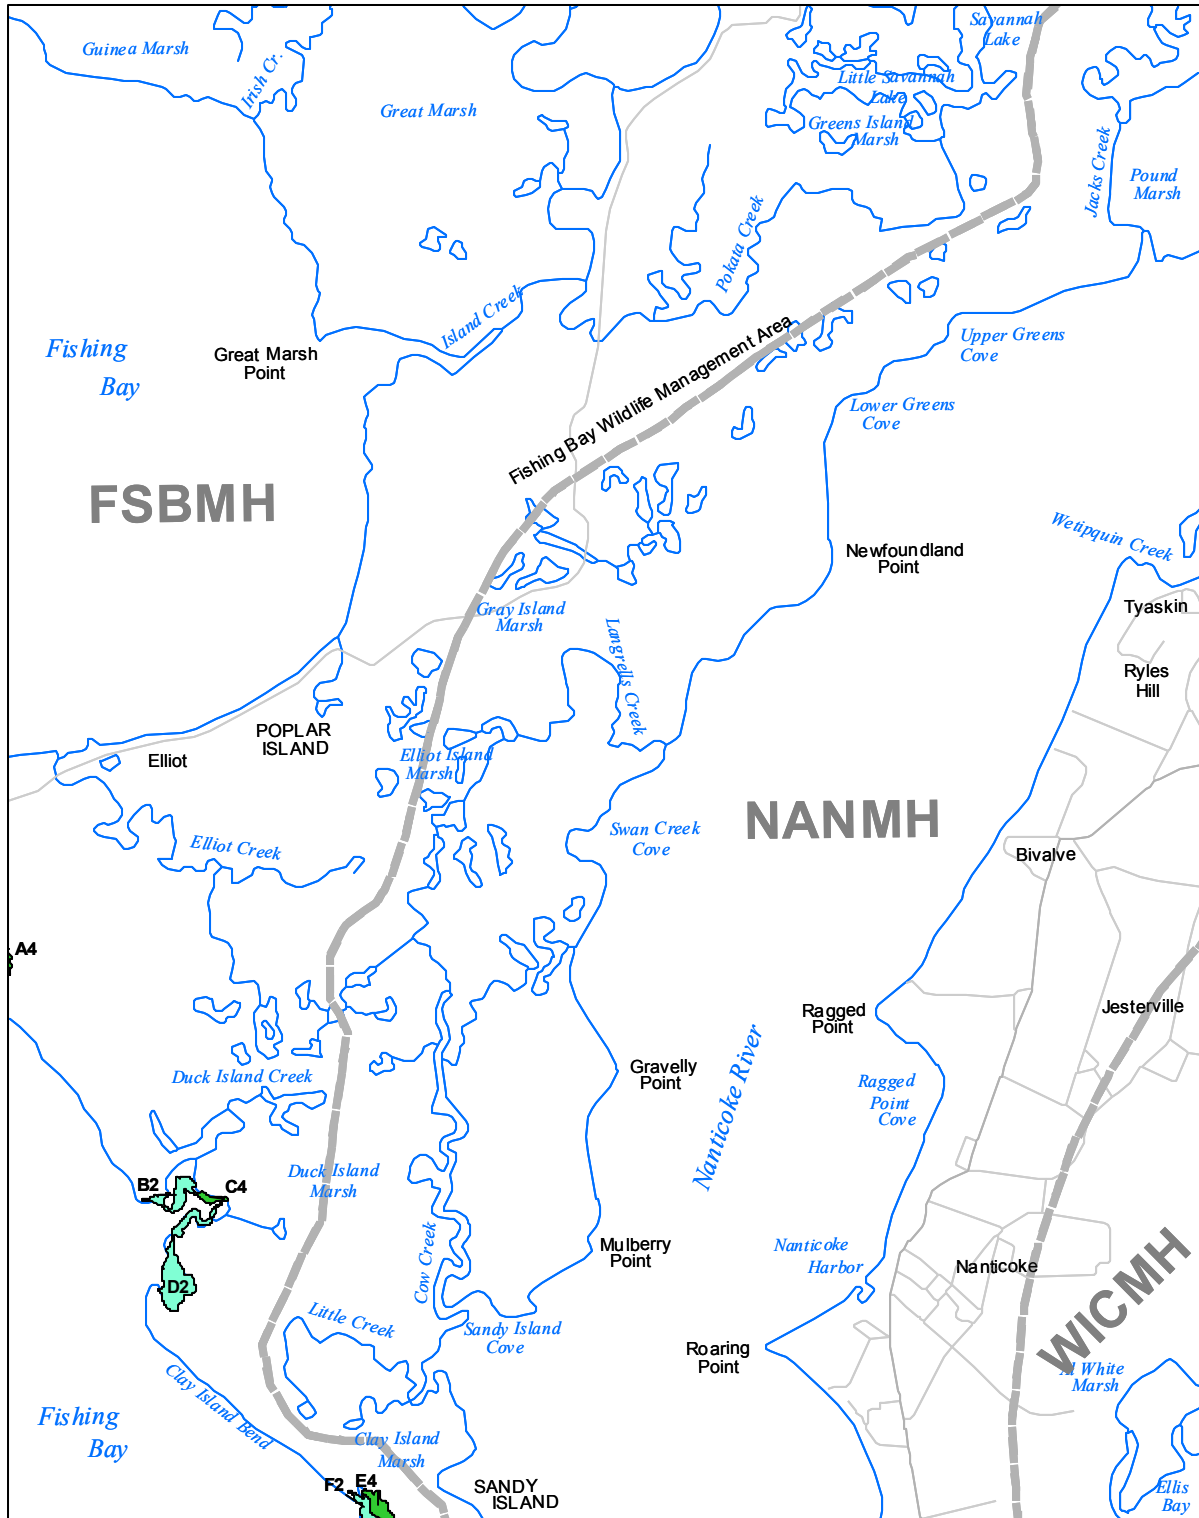 Savannah
Lake
Guinea Marsh
Irish Cr.
Great Marsh
Little Savannah
Lake
Greens Island
Marsh
Jacks Creek
Pound
Marsh
Pokata Creek
Island Creek
Fishing
Bay
Great Marsh
Point
Fishing Bay Wildlife Management Area
Upper Greens
Cove
Lower Greens
Cove
FSBMH
Wetipquin Creek
Newfoundland
Point
Gray Island
Marsh
Langrells Creek
Tyaskin
Ryles
Hill
POPLAR
ISLAND
Elliot
Elliot Island
Marsh
NANMH
Elliot Creek
Swan Creek
Cove
Bivalve
A4
Ragged
Point
Jesterville
Duck Island Creek
Gravelly
Point
Nanticoke River
Ragged
Point
Cove
B2
C4
Duck Island
Marsh
Cow Creek
Mulberry
Point
Nanticoke
Harbor
Nanticoke
D2
WICMH
Little Creek
Sandy Island
Cove
Roaring
Point
Al White
Marsh
Clay Island Bend
Fishing
Bay
Clay Island
Marsh
F2
E4
SANDY
ISLAND
Ellis
Bay